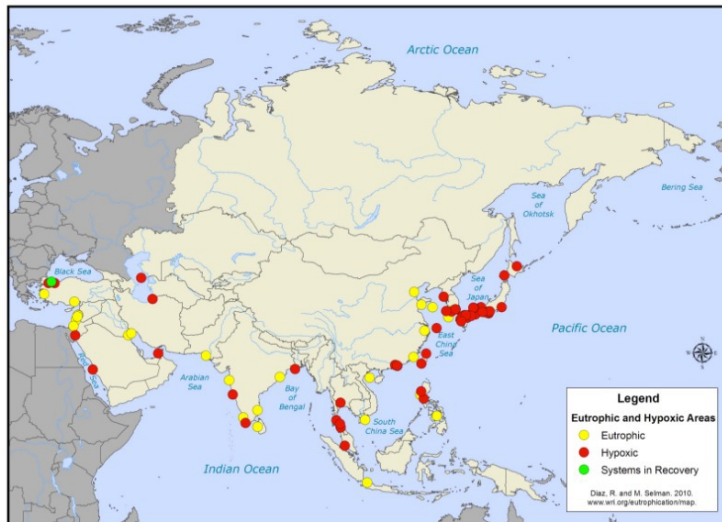 Arctic Ocean
Bering Sea
Sea
of
Okhotsk
Black Sea
Sea
of
Japan
East
China
Sea
Pacific Ocean
Red Sea
Arabian
Sea
Bay
of
Bengal
South
China Sea
Indian Ocean
Legend
Eutrophic and Hypoxic Areas
Eutrophic
Hypoxic
Systems in Recovery
Diaz, R. and M. Selman. 2010.
www.wri.org/eutrophication/map.